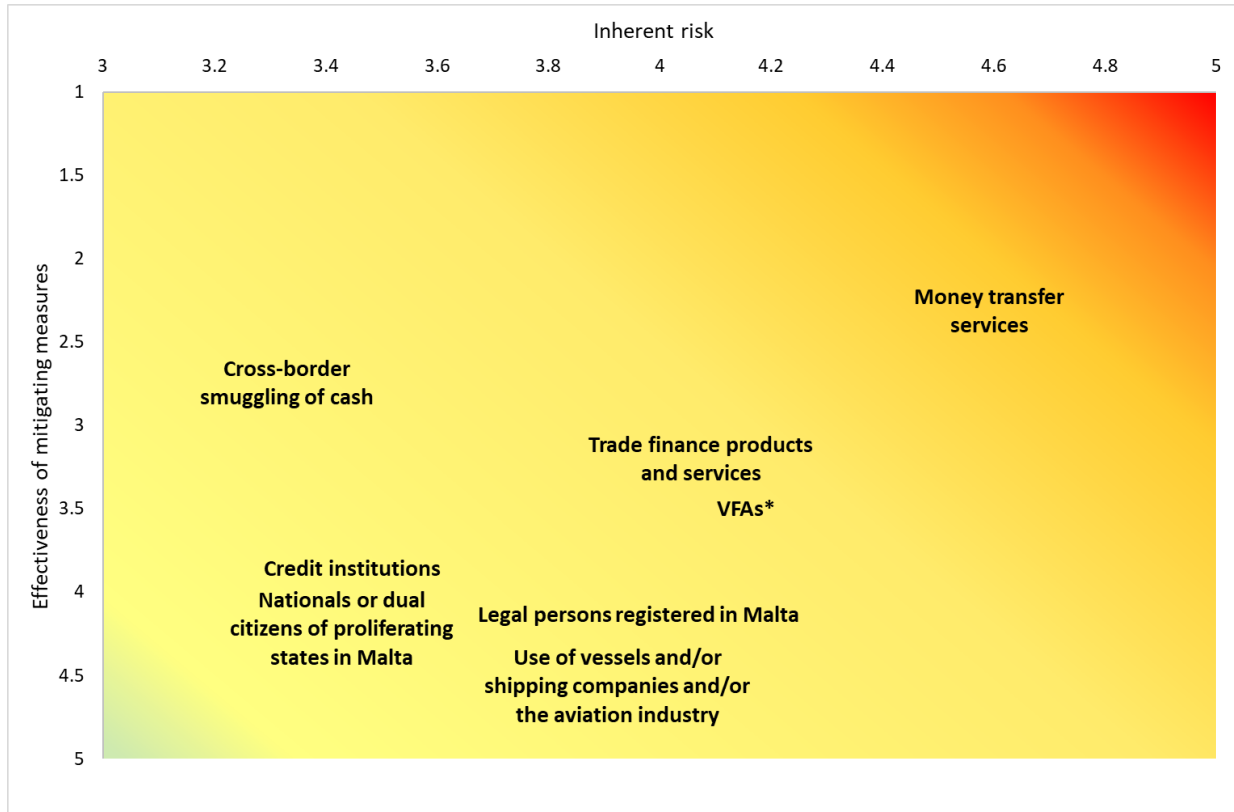 Inherent risk
3 3.2 3.4 3.6 3.8 4 4.2 4.4 4.6 4.8 5
Effectiveness of mitigating measures
1
1.5
2
2.5
3
3.5
4
4.5
5
Money transfer
services
Cross-border
smuggling of cash
Trade finance products
and services
VFAs*
Credit institutions
Nationals or dual
citizens of proliferating
states in Malta
Legal persons registered in Malta
Use of vessels and/or
shipping companies and/or
the aviation industry